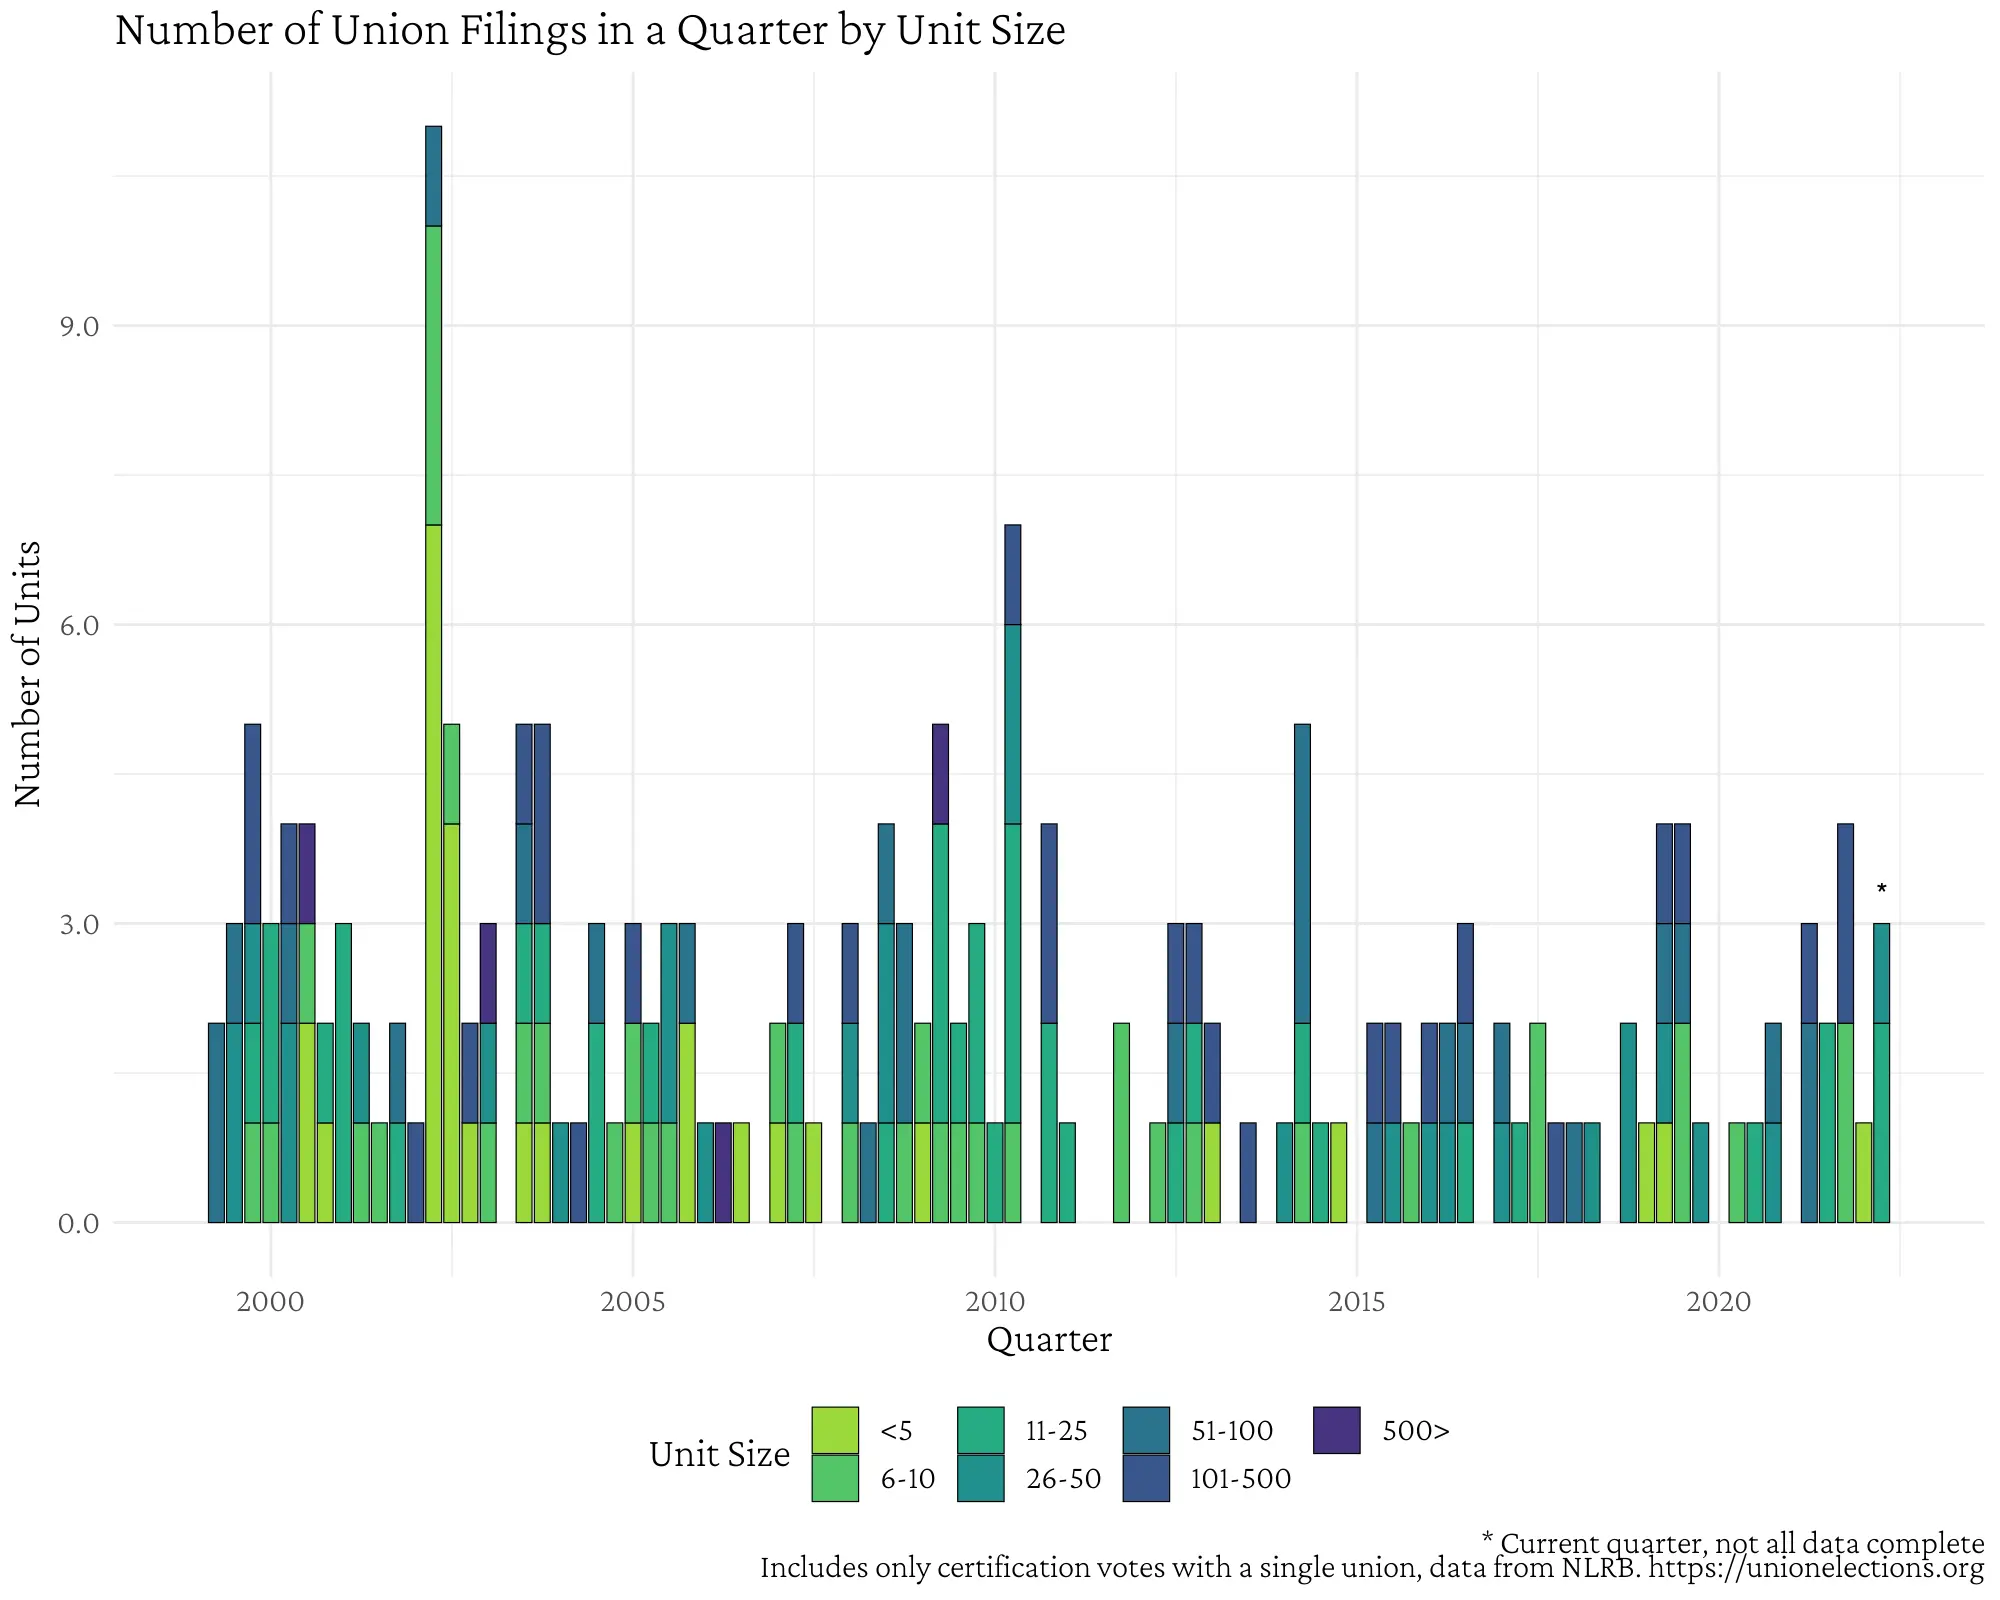 Number of Union Filings in a Quarter by Unit Size
Number of Units
9.0
6.0
3.0
0.0
*
2000 2005 2010 2015 2020
Quarter
Unit Size
<5 11-25 51-100 500>
6-10 26-50 101-500
* Current quarter, not all data complete
Includes only certification votes with a single union, data from NLRB. https://unionelections.org